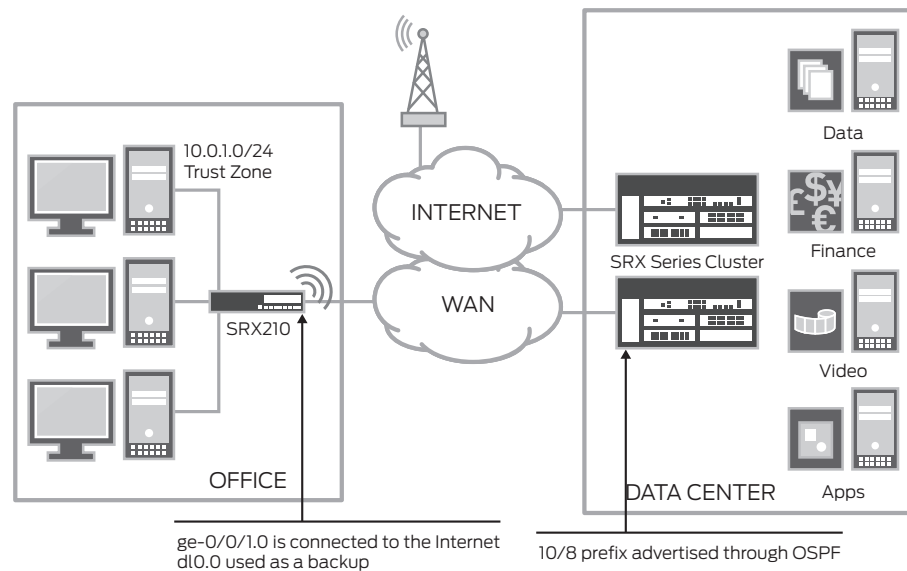 10.0.1.0/24
Trust Zone
SRX210
OFFICE
INTERNET
WAN
SRX Series Cluster
Data
£$¥€
Finance
Video
Apps
DATA CENTER
ge-0/0/1.0 is connected to the Internet
dl0.0 used as a backup
10/8 prefix advertised through OSPF